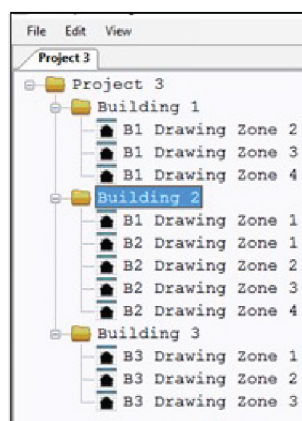 File Edit View
Project 3
Project 3
Building 1
B1 Drawing Zone 2
B1 Drawing Zone 3
B1 Drawing Zone 4
Building 2
B1 Drawing Zone 1
B2 Drawing Zone 1
B2 Drawing Zone 2
B2 Drawing Zone 3
B2 Drawing Zone 4
Building 3
B3 Drawing Zone 1
B3 Drawing Zone 2
B3 Drawing Zone 3